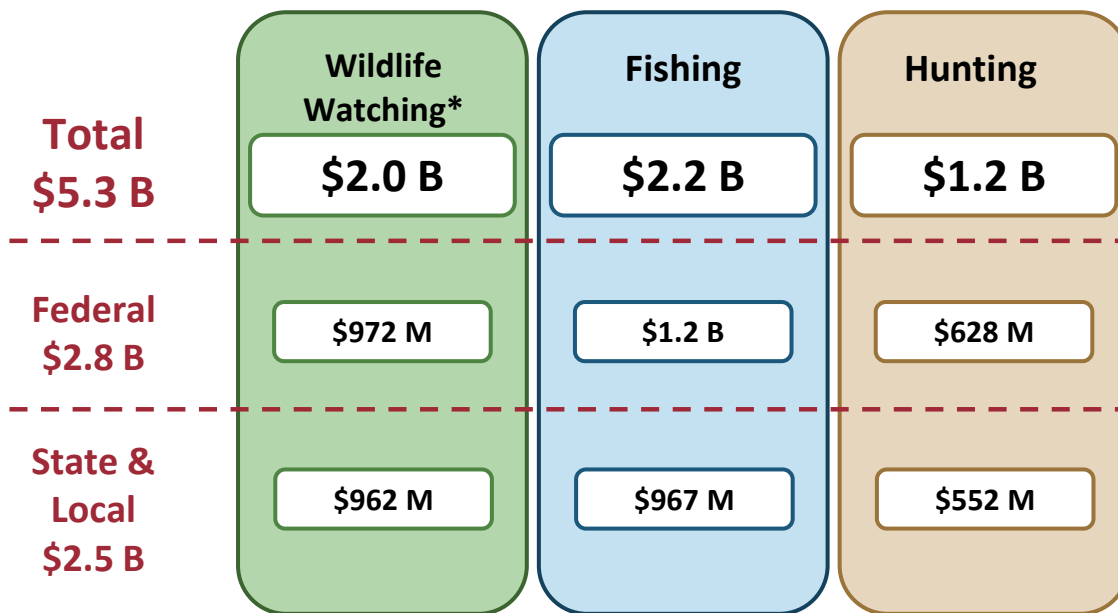 Wildlife
Watching*
Fishing
Hunting
Total
$5.3 B
$2.0 B
$2.2 B
$1.2 B
Federal
$2.8 B
$972 M
$1.2 B
$628 M
State &
Local
$2.5 B
$962 M
$967 M
$552 M